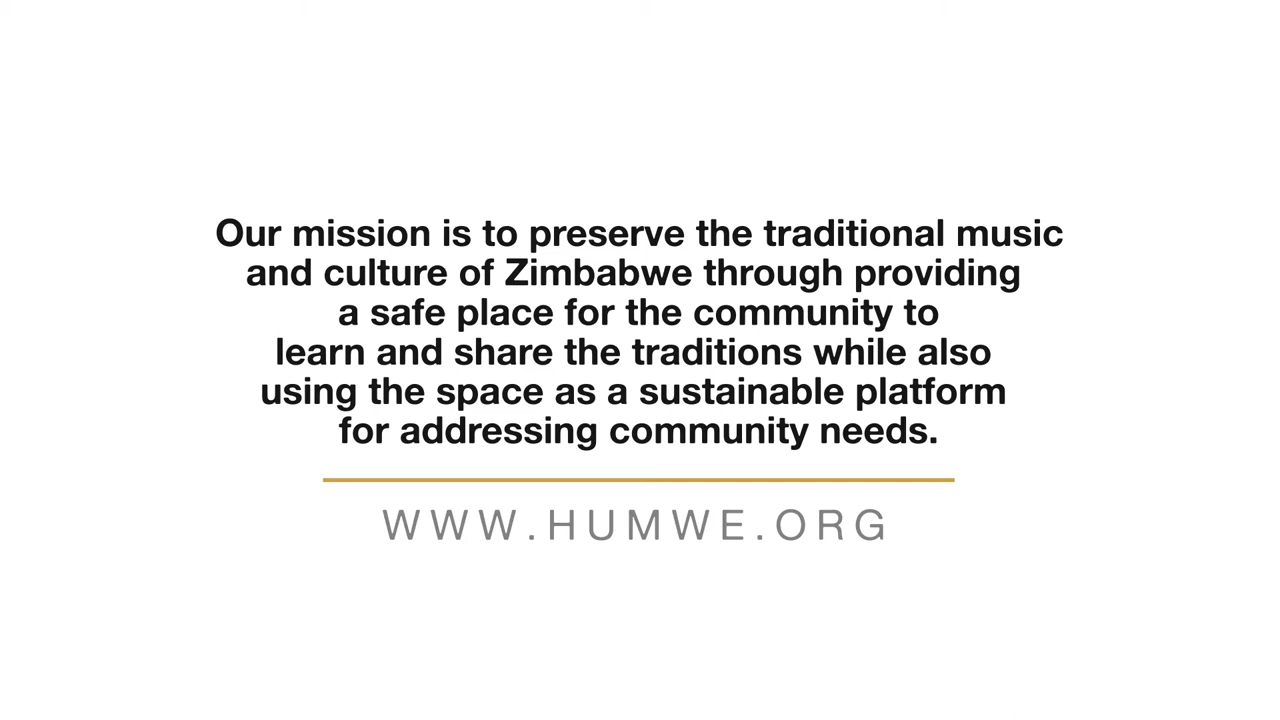 Our mission is to preserve the traditional music
and culture of Zimbabwe through providing
a safe place for the community to
learn and share the traditions while also
using the space as a sustainable platform
for addressing community needs.
WWW.HUMWE.ORG